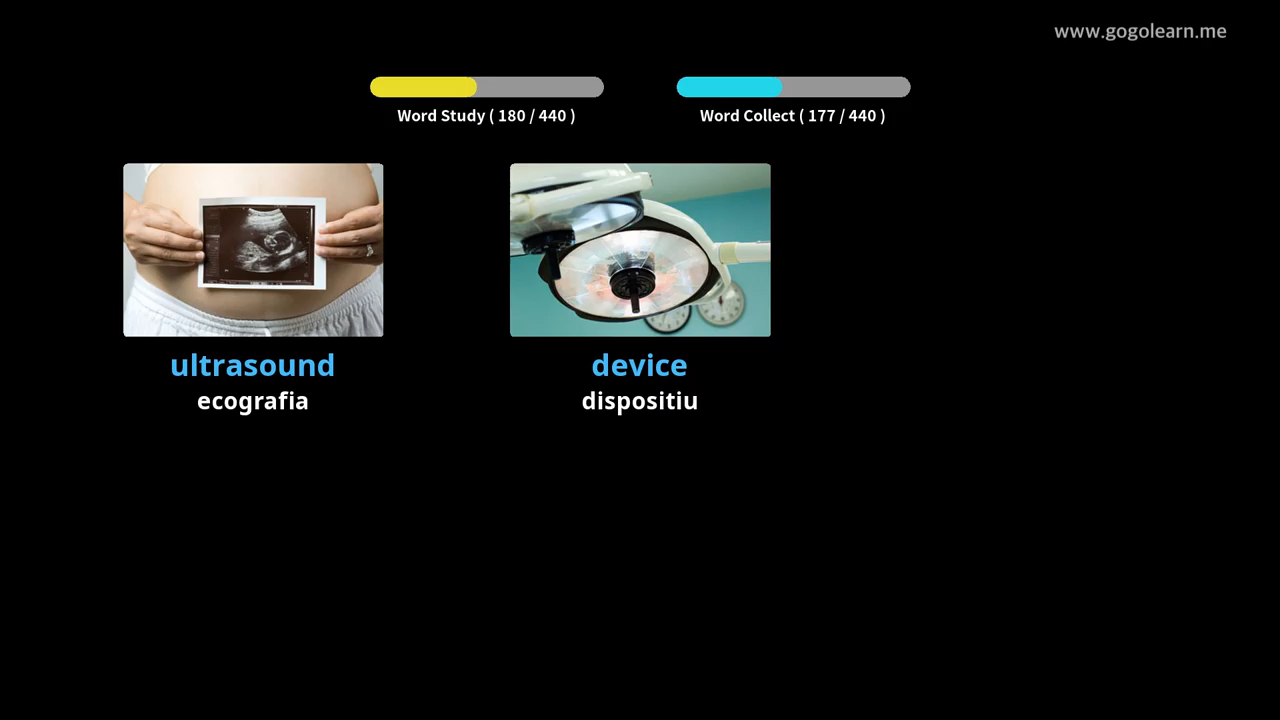 www.gogolearn.me
Word Study ( 180 / 440 )
Word Collect ( 177 / 440 )
ultrasound
ecografia
device
dispositiu